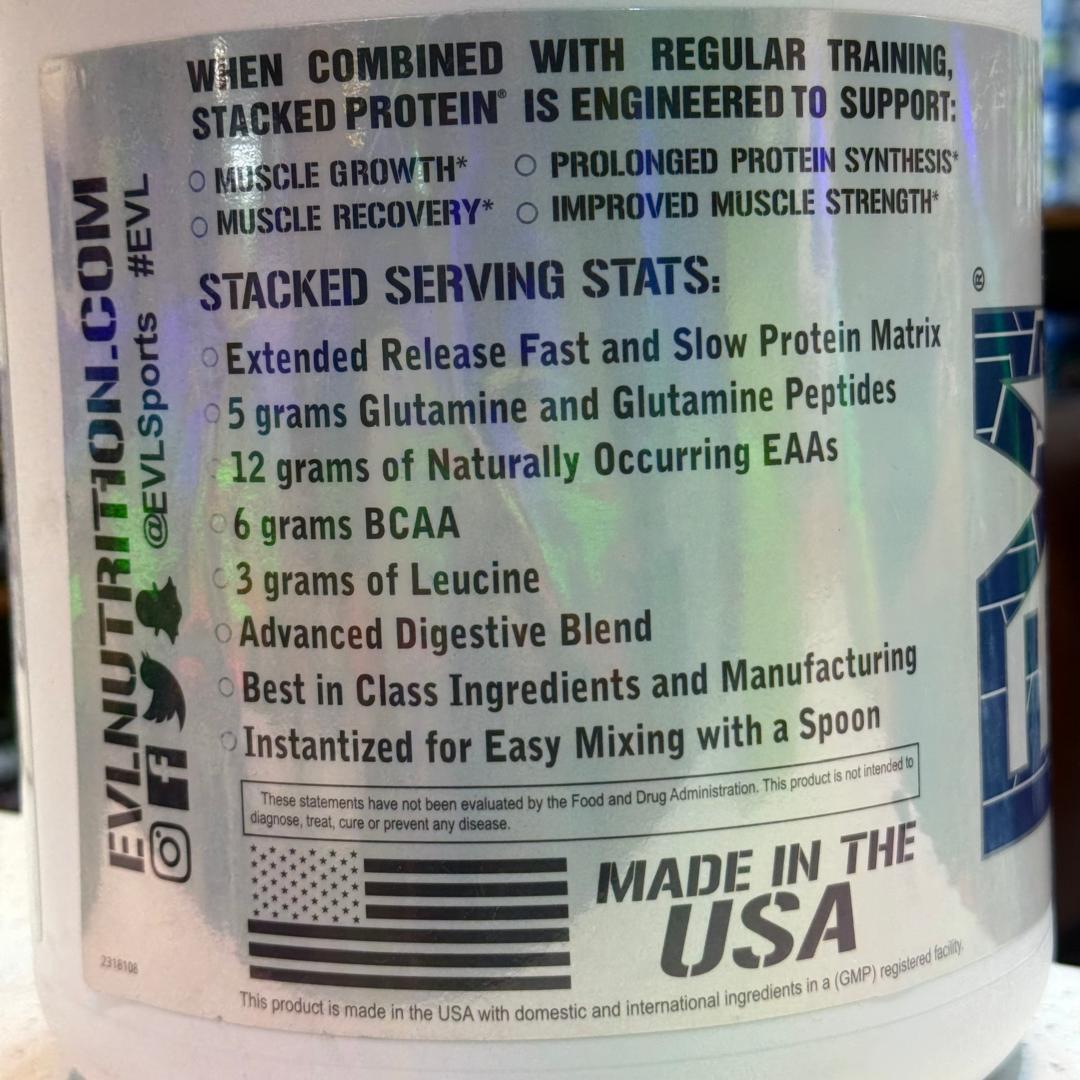 WHEN COMBINED WITH REGULAR TRAINING,
STACKED PROTEIN® IS ENGINEERED TO SUPPORT:
MUSCLE GROWTH*
PROLONGED PROTEIN SYNTHESIS*
MUSCLE RECOVERY*
IMPROVED MUSCLE STRENGTH*
STACKED SERVING STATS:
Extended Release Fast and Slow Protein Matrix
5 grams Glutamine and Glutamine Peptides
12 grams of Naturally Occurring EAAs
6 grams BCAA
3 grams of Leucine
Advanced Digestive Blend
Best in Class Ingredients and Manufacturing
Instantized for Easy Mixing with a Spoon
These statements have not been evaluated by the Food and Drug Administration. This product is not intended to
diagnose, treat, cure or prevent any disease.
MADE IN THE
USA
This product is made in the USA with domestic and international ingredients in a (GMP) registered facility.
EVLNUTRITION.COM
@EVLSports #EVL
2318108
®